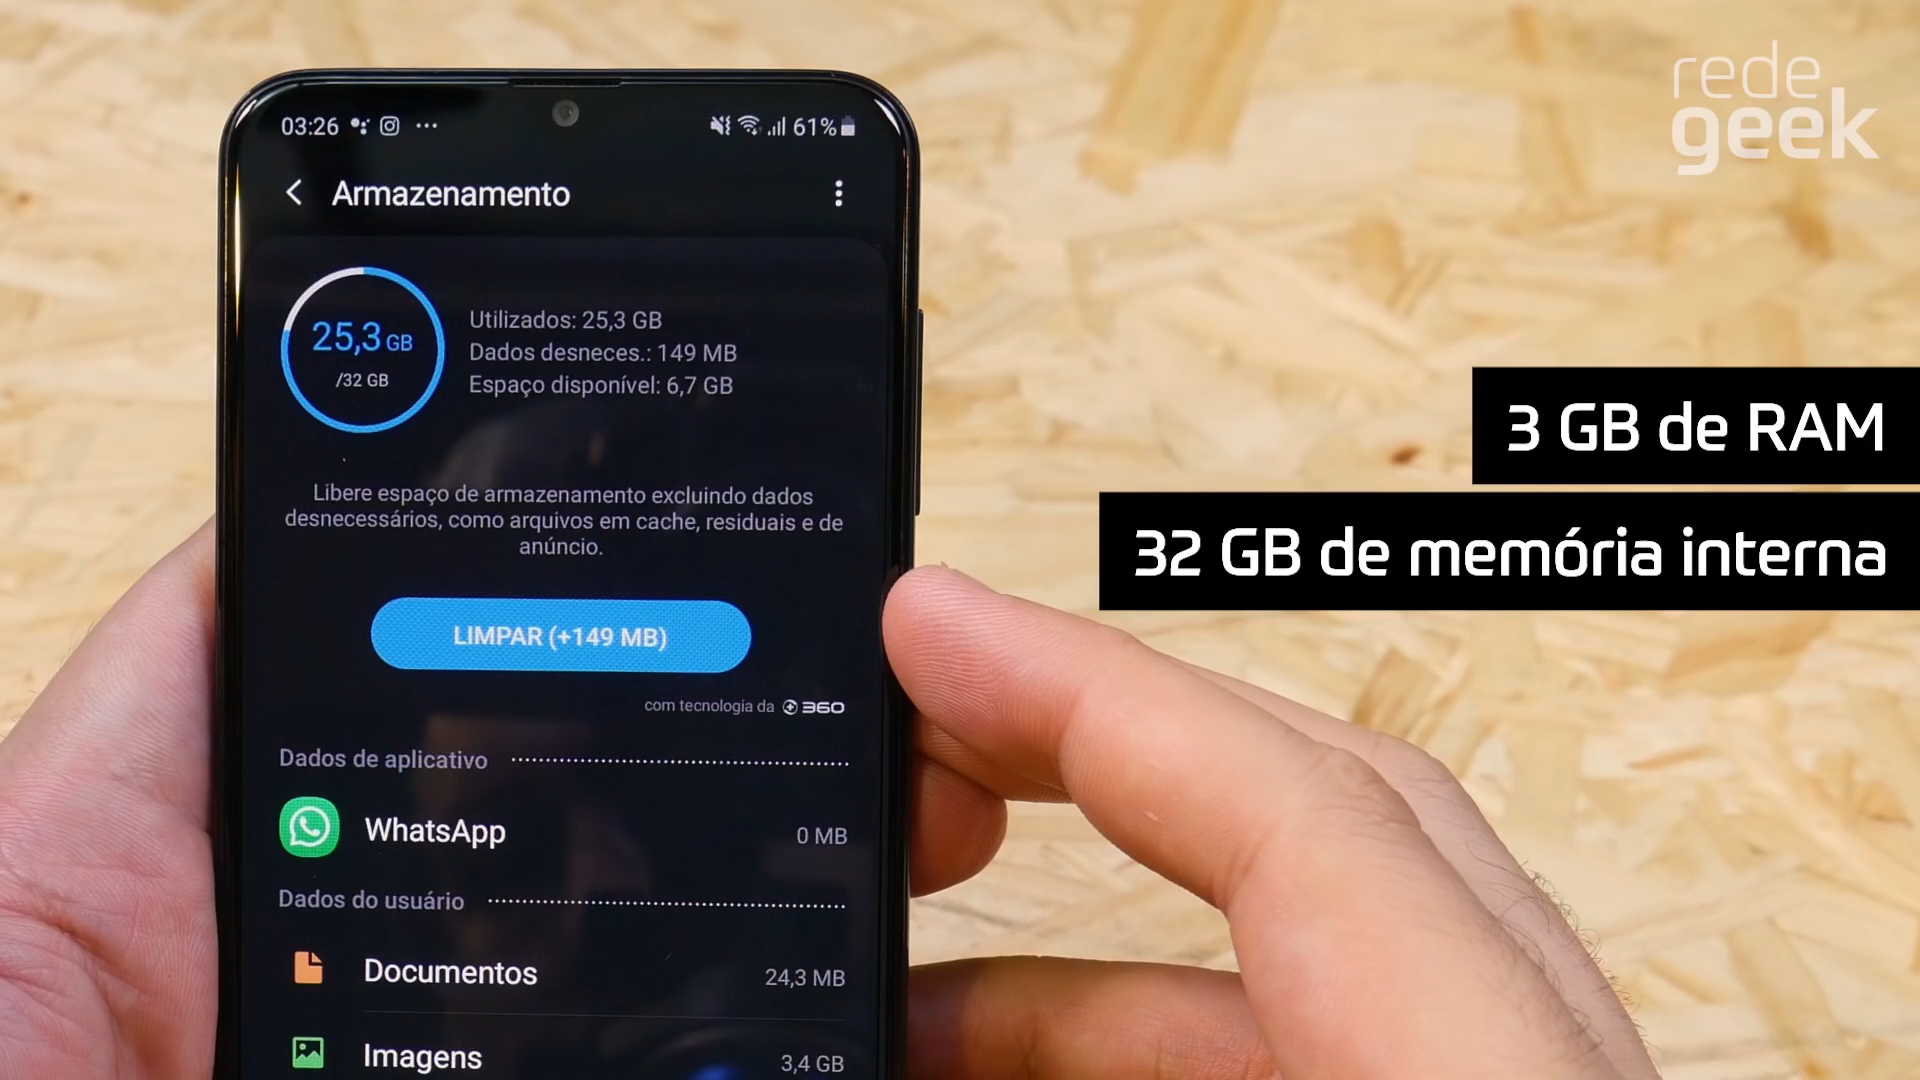 rede
geek
03:26
61%
Armazenamento
25,3 GB
/32 GB
Utilizados: 25,3 GB
Dados desneces.: 149 MB
Espaço disponível: 6,7 GB
Libere espaço de armazenamento excluindo dados
desnecessários, como arquivos em cache, residuais e de
anúncio.
LIMPAR (+149 MB)
com tecnologia da 360
Dados de aplicativo
WhatsApp 0 MB
Dados do usuário
Documentos 24,3 MB
Imagens 3,4 GB
3 GB de RAM
32 GB de memória interna